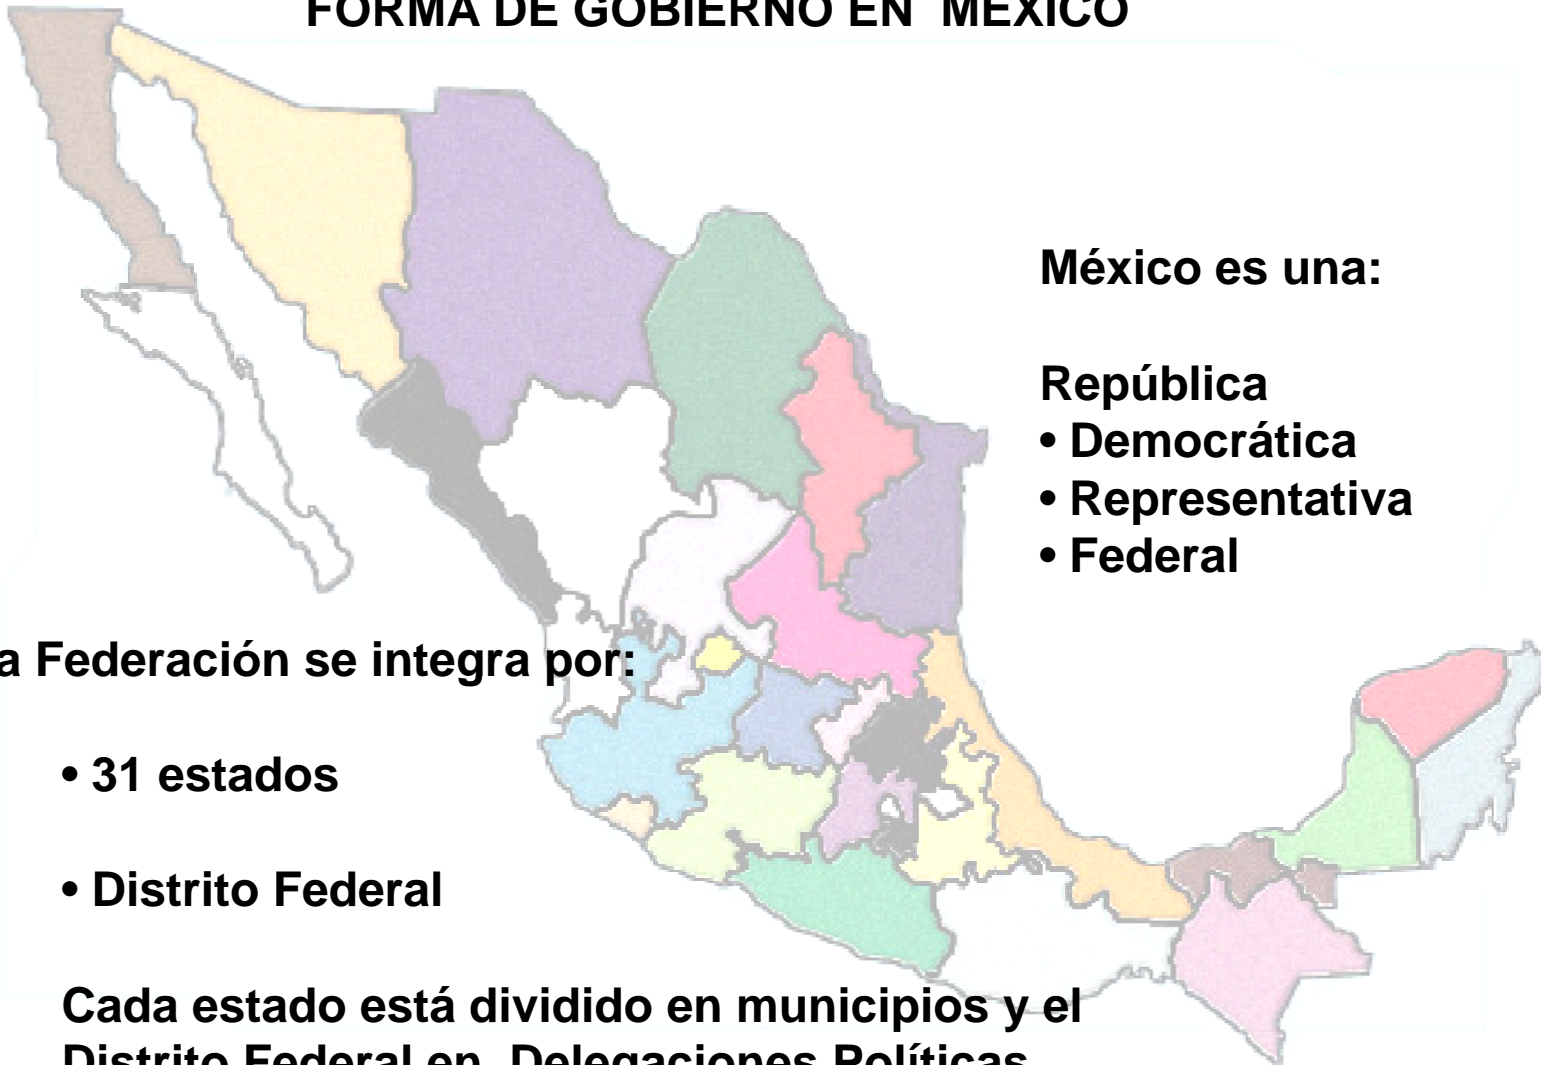 FORMA DE GOBIERNO EN MÉXICO
México es una:
República
• Democrática
• Representativa
• Federal
a Federación se integra por:
• 31 estados
• Distrito Federal
Cada estado está dividido en municipios y el
Distrito Federal en Delegaciones Políticas